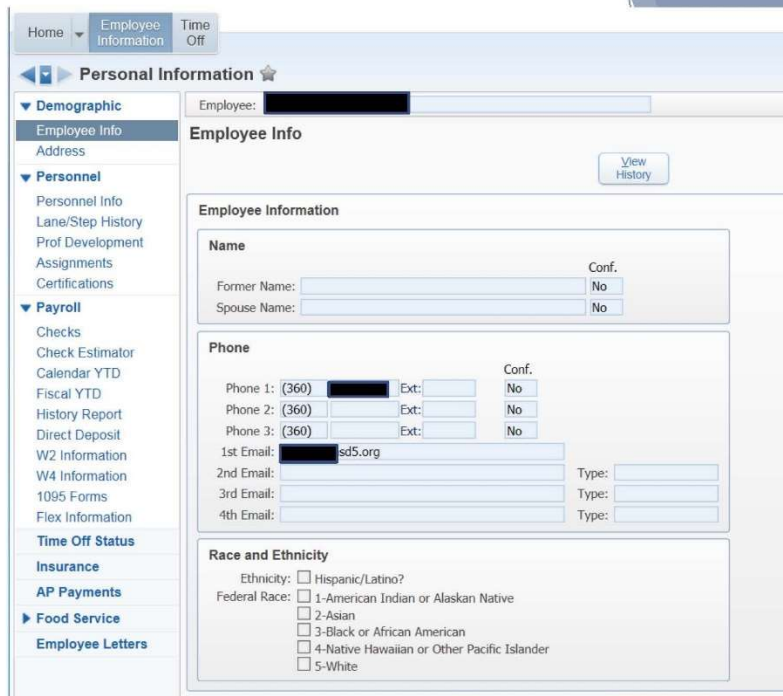 Home
Employee Information
Time Off
Personal Information
Demographic
Employee Info
Address
Personnel
Personnel Info
Lane/Step History
Prof Development
Assignments
Certifications
Payroll
Checks
Check Estimator
Calendar YTD
Fiscal YTD
History Report
Direct Deposit
W2 Information
W4 Information
1095 Forms
Flex Information
Time Off Status
Insurance
AP Payments
Food Service
Employee Letters
Employee:
Employee Info
View History
Employee Information
Name
Conf.
Former Name: No
Spouse Name: No
Phone
Conf.
Phone 1: (360) Ext: No
Phone 2: (360) Ext: No
Phone 3: (360) Ext: No
1st Email: sd5.org
2nd Email: Type:
3rd Email: Type:
4th Email: Type:
Race and Ethnicity
Ethnicity: Hispanic/Latino?
Federal Race: 1-American Indian or Alaskan Native
2-Asian
3-Black or African American
4-Native Hawaiian or Other Pacific Islander
5-White